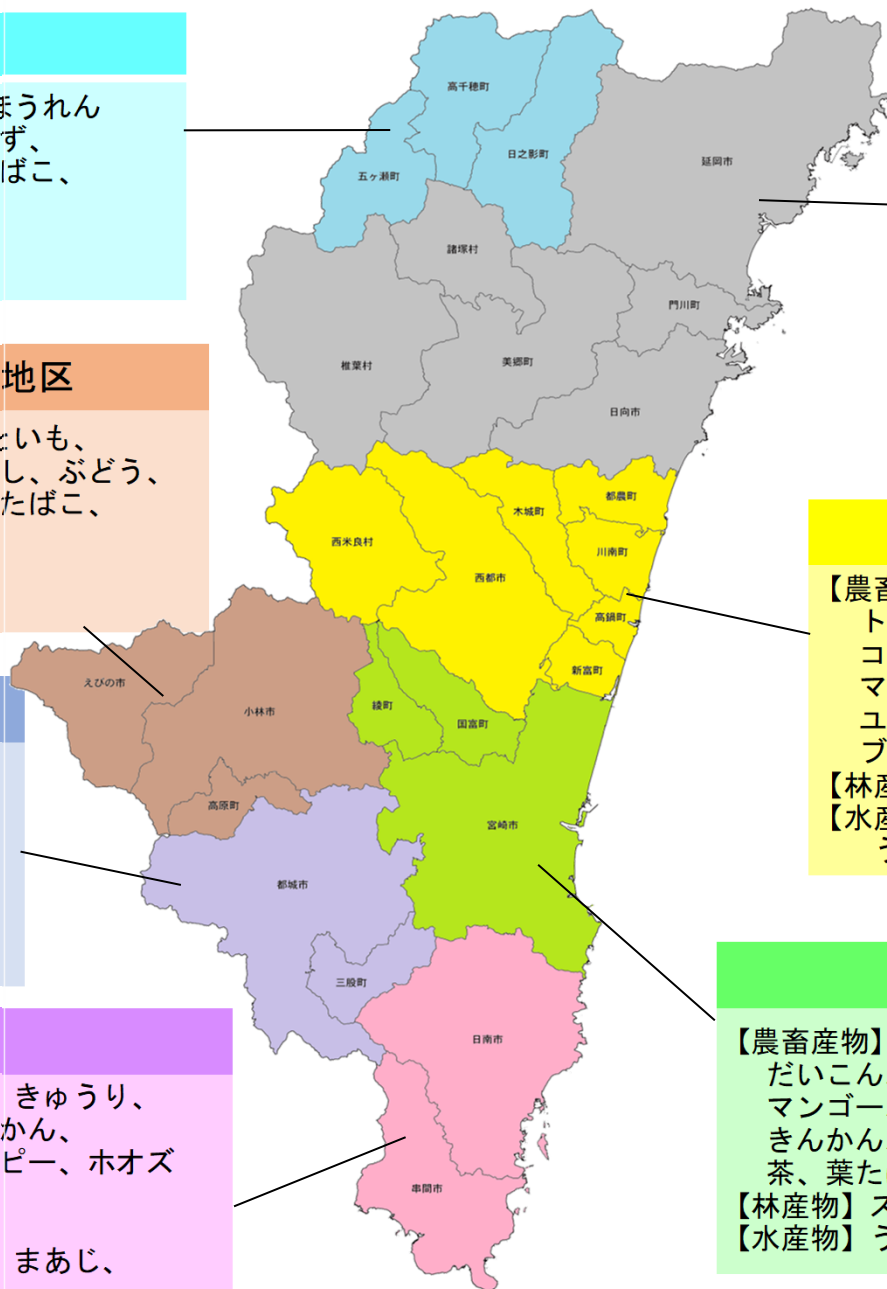 ほうれん
ず、
ばこ、
地区
といも、
し、ぶどう、
たばこ、
きゅうり、
かん、
ピー、ホオズ
まあじ、
高千穂町
日之影町
五ヶ瀬町
延岡市
諸塚村
門川町
椎葉村
美郷町
日向市
都農町
木城町
西米良村
川南町
西都市
高鍋町
新富町
えびの市
小林市
綾町
国富町
高原町
宮崎市
都城市
三股町
日南市
串間市
【農畜
ト
コ
マ
ユ
ブ
【林産
【水産
う
【農畜産物】
だいこん
マンゴー
きんかん
茶、葉た
【林産物】ス
【水産物】う